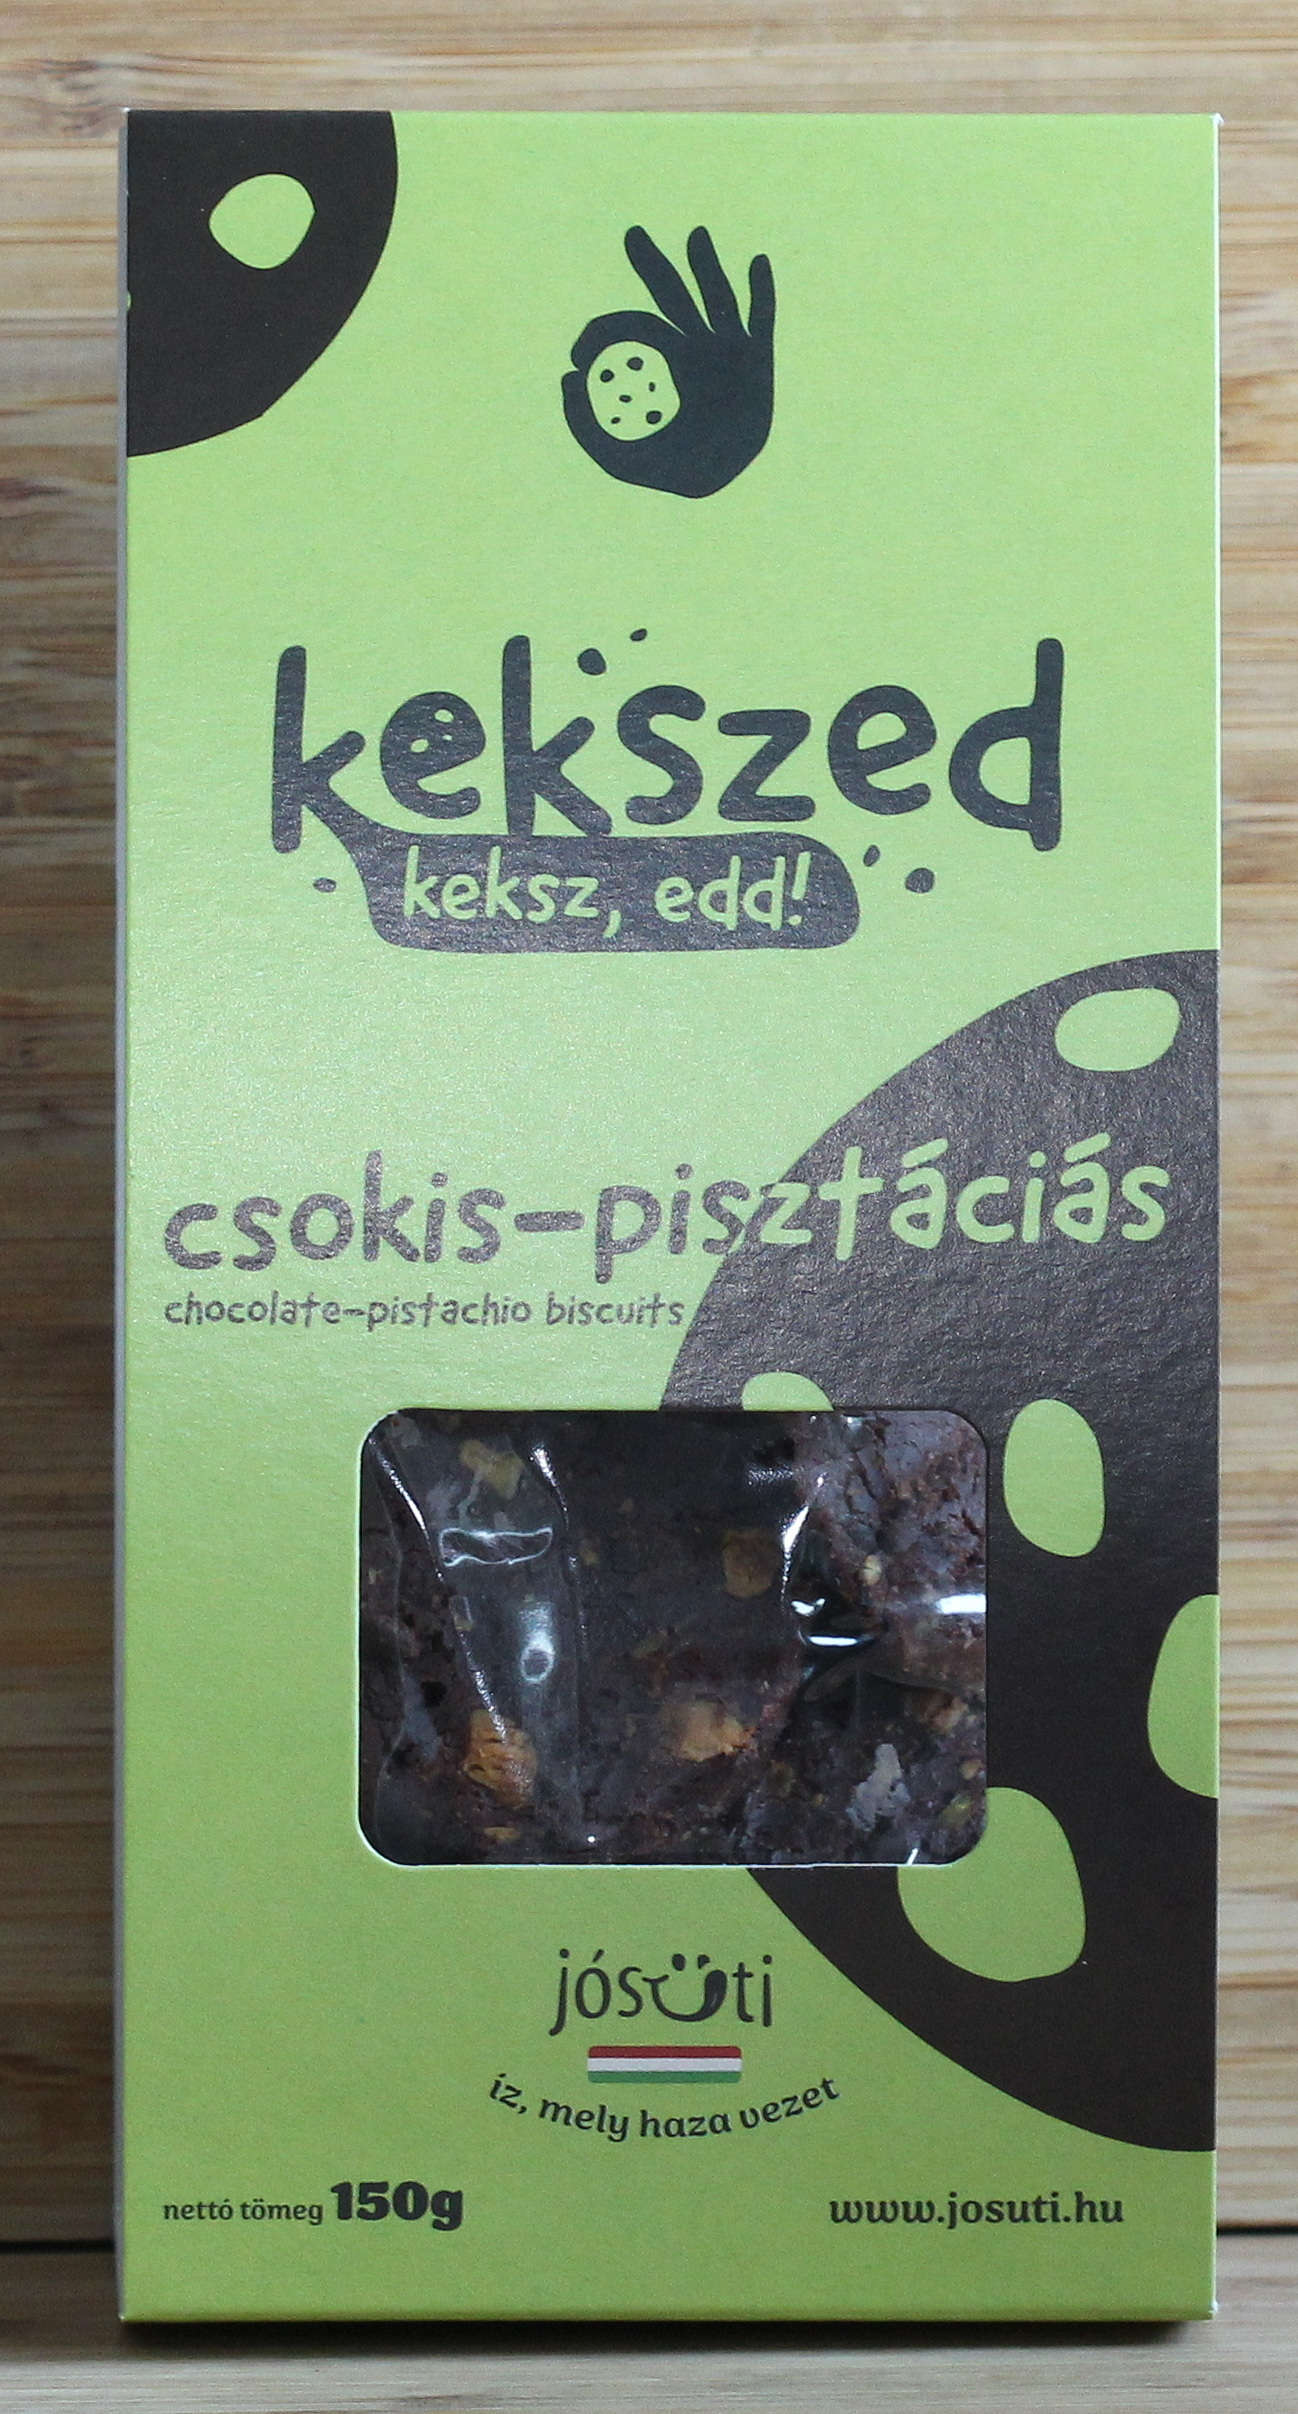 kekszed
keksz, edd!
csokis-pisztáciás
chocolate-pistachio biscuits
jósüti
íz, mely haza vezet
nettó tömeg 150g
www.josuti.hu